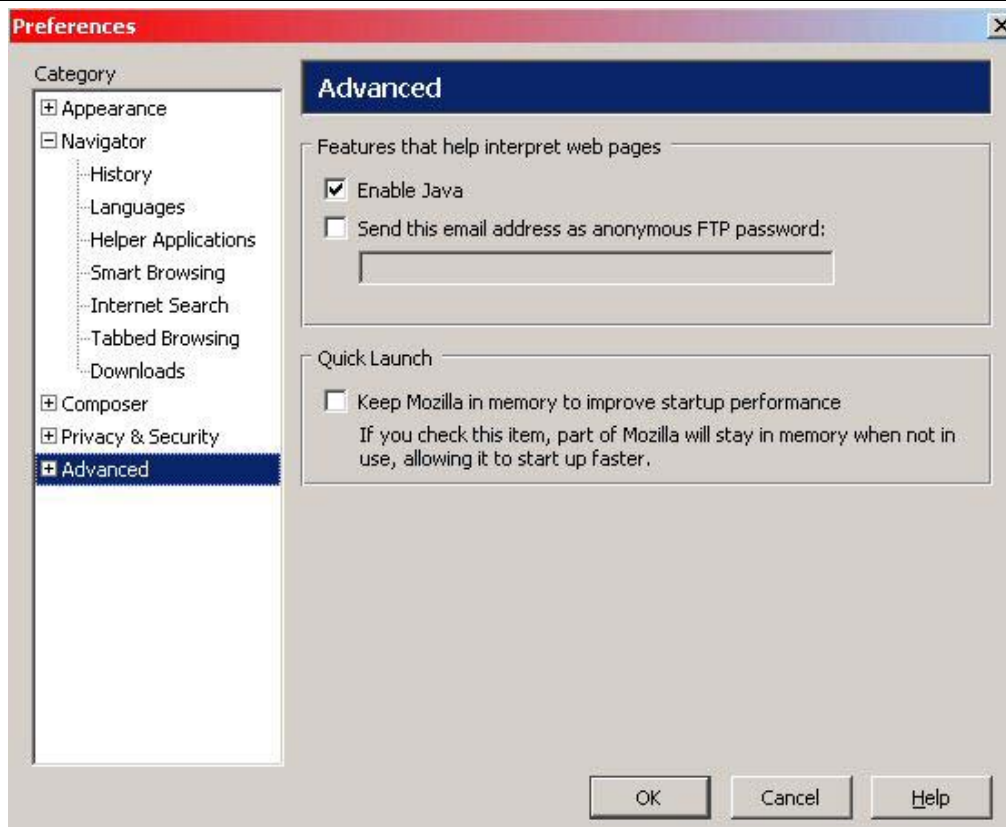 Preferences
Category
Appearance
Navigator
History
Languages
Helper Applications
Smart Browsing
Internet Search
Tabbed Browsing
Downloads
Composer
Privacy & Security
Advanced
Advanced
Features that help interpret web pages
Enable Java
Send this email address as anonymous FTP password:
Quick Launch
Keep Mozilla in memory to improve startup performance
If you check this item, part of Mozilla will stay in memory when not in
use, allowing it to start up faster.
OK
Cancel
Help